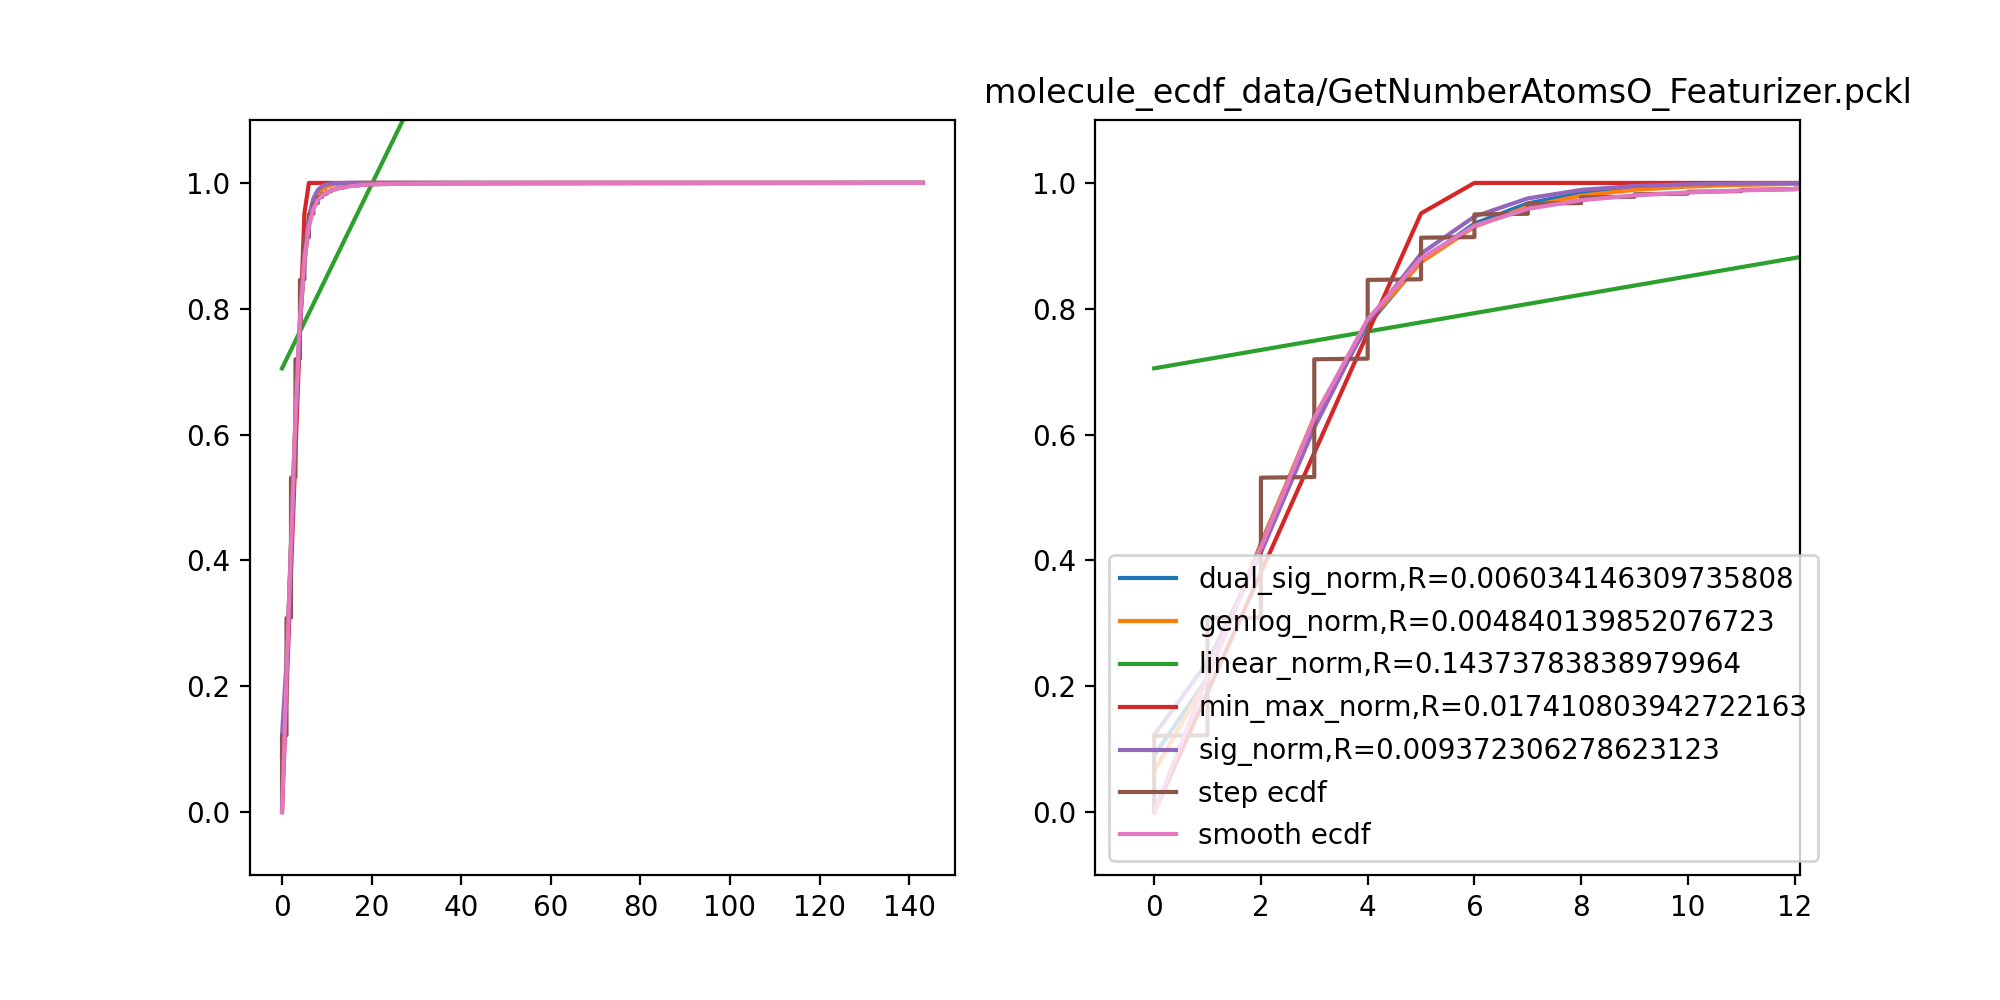 molecule_ecdf_data/GetNumberAtomsO_Featurizer.pckl
1.0
0.8
0.6
0.4
0.2
0.0
0 20 40 60 80 100 120 140
1.0
0.8
0.6
0.4
0.2
0.0
dual_sig_norm,R=0.006034146309735808
genlog_norm,R=0.004840139852076723
linear_norm,R=0.14373783838979964
min_max_norm,R=0.017410803942722163
sig_norm,R=0.009372306278623123
step ecdf
smooth ecdf
0 2 4 6 8 10 12